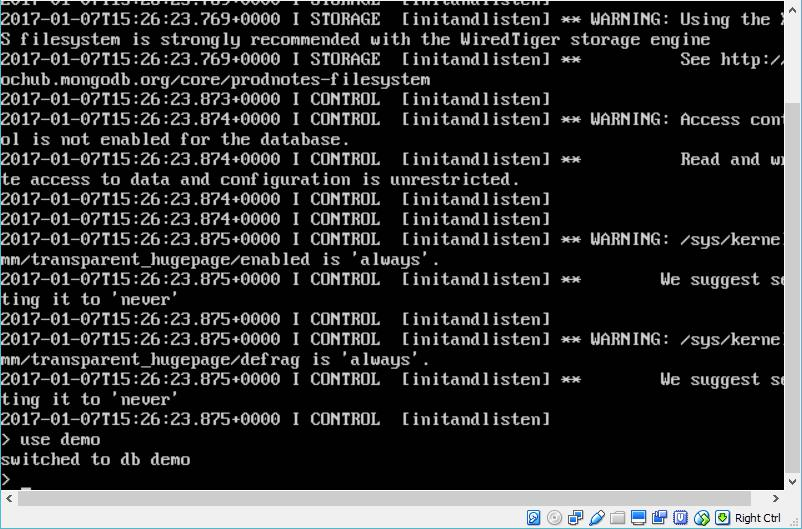 2017-01-07T15:26:23.769+0000 I STORAGE  [initandlisten] ** WARNING: Using the X
S filesystem is strongly recommended with the WiredTiger storage engine
2017-01-07T15:26:23.769+0000 I STORAGE  [initandlisten] **          See http:/
ochub.mongodb.org/core/prodnotes-filesystem
2017-01-07T15:26:23.873+0000 I CONTROL  [initandlisten]
2017-01-07T15:26:23.874+0000 I CONTROL  [initandlisten] ** WARNING: Access cont
ol is not enabled for the database.
2017-01-07T15:26:23.874+0000 I CONTROL  [initandlisten] **          Read and wr
te access to data and configuration is unrestricted.
2017-01-07T15:26:23.874+0000 I CONTROL  [initandlisten]
2017-01-07T15:26:23.874+0000 I CONTROL  [initandlisten]
2017-01-07T15:26:23.875+0000 I CONTROL  [initandlisten] ** WARNING: /sys/kerne
mm/transparent_hugepage/enabled is 'always'.
2017-01-07T15:26:23.875+0000 I CONTROL  [initandlisten] **        We suggest se
ting it to 'never'
2017-01-07T15:26:23.875+0000 I CONTROL  [initandlisten]
2017-01-07T15:26:23.875+0000 I CONTROL  [initandlisten] ** WARNING: /sys/kerne
mm/transparent_hugepage/defrag is 'always'.
2017-01-07T15:26:23.875+0000 I CONTROL  [initandlisten] **        We suggest se
ting it to 'never'
2017-01-07T15:26:23.875+0000 I CONTROL  [initandlisten]
> use demo
switched to db demo
> _
Right Ctrl